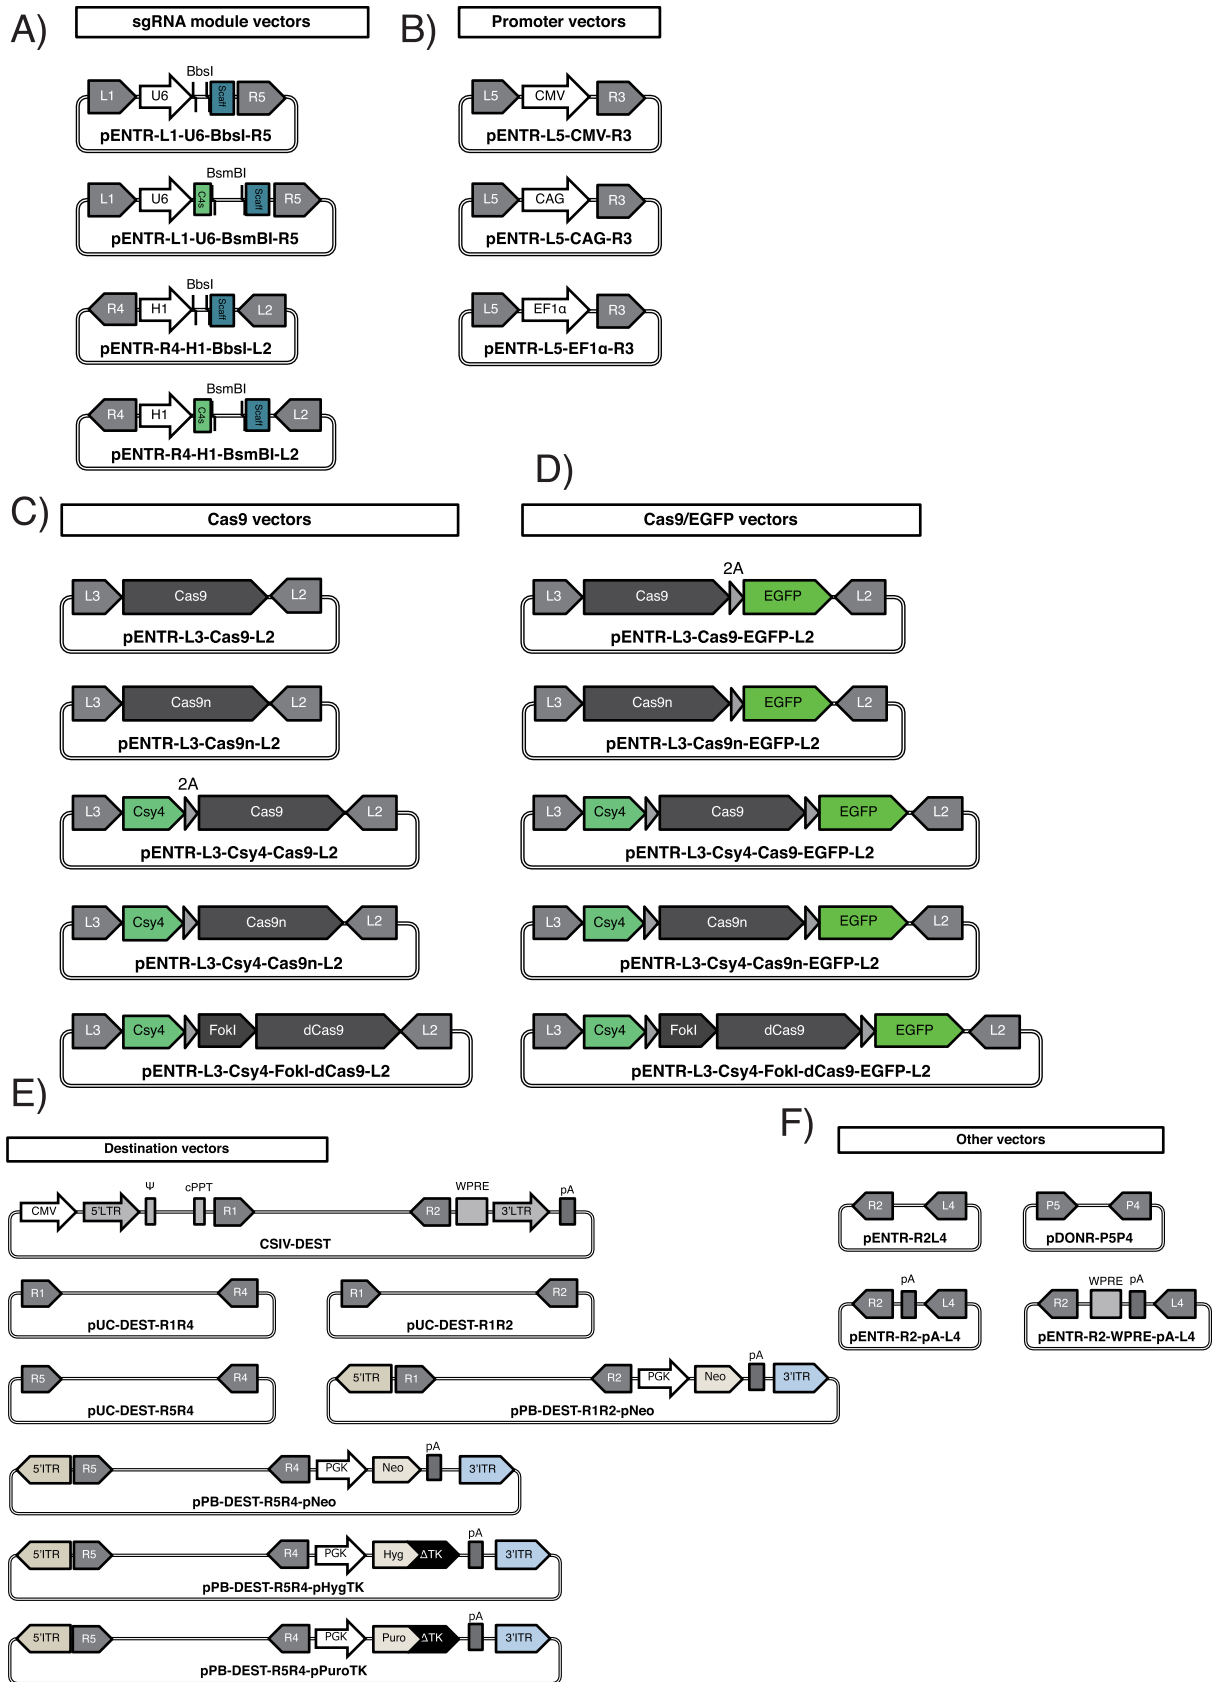 A)
sgRNA module vectors
BbsI
L1 U6 Scaff R5
pENTR-L1-U6-BbsI-R5
BsmBI
L1 U6 C4s Scaff R5
pENTR-L1-U6-BsmBI-R5
BbsI
R4 H1 Scaff L2
pENTR-R4-H1-BbsI-L2
BsmBI
R4 H1 C4s Scaff L2
pENTR-R4-H1-BsmBI-L2
B)
Promoter vectors
L5 CMV R3
pENTR-L5-CMV-R3
L5 CAG R3
pENTR-L5-CAG-R3
L5 EF1α R3
pENTR-L5-EF1α-R3
C)
Cas9 vectors
L3 Cas9 L2
pENTR-L3-Cas9-L2
L3 Cas9n L2
pENTR-L3-Cas9n-L2
2A
L3 Csy4 Cas9 L2
pENTR-L3-Csy4-Cas9-L2
L3 Csy4 Cas9n L2
pENTR-L3-Csy4-Cas9n-L2
L3 Csy4 FokI dCas9 L2
pENTR-L3-Csy4-FokI-dCas9-L2
D)
Cas9/EGFP vectors
2A
L3 Cas9 EGFP L2
pENTR-L3-Cas9-EGFP-L2
L3 Cas9n EGFP L2
pENTR-L3-Cas9n-EGFP-L2
L3 Csy4 Cas9 EGFP L2
pENTR-L3-Csy4-Cas9-EGFP-L2
L3 Csy4 Cas9n EGFP L2
pENTR-L3-Csy4-Cas9n-EGFP-L2
L3 Csy4 FokI dCas9 EGFP L2
pENTR-L3-Csy4-FokI-dCas9-EGFP-L2
E)
Destination vectors
Ψ cPPT WPRE pA
CMV 5'LTR R1 R2 3'LTR
CSIV-DEST
R1 R4
pUC-DEST-R1R4
R1 R2
pUC-DEST-R1R2
R5 R4
pUC-DEST-R5R4
pA
5'ITR R1 R2 PGK Neo 3'ITR
pPB-DEST-R1R2-pNeo
pA
5'ITR R5 R4 PGK Neo 3'ITR
pPB-DEST-R5R4-pNeo
pA
5'ITR R5 R4 PGK Hyg ΔTK 3'ITR
pPB-DEST-R5R4-pHygTK
pA
5'ITR R5 R4 PGK Puro ΔTK 3'ITR
pPB-DEST-R5R4-pPuroTK
F)
Other vectors
R2 L4
pENTR-R2L4
P5 P4
pDONR-P5P4
pA
R2 L4
pENTR-R2-pA-L4
WPRE pA
R2 L4
pENTR-R2-WPRE-pA-L4